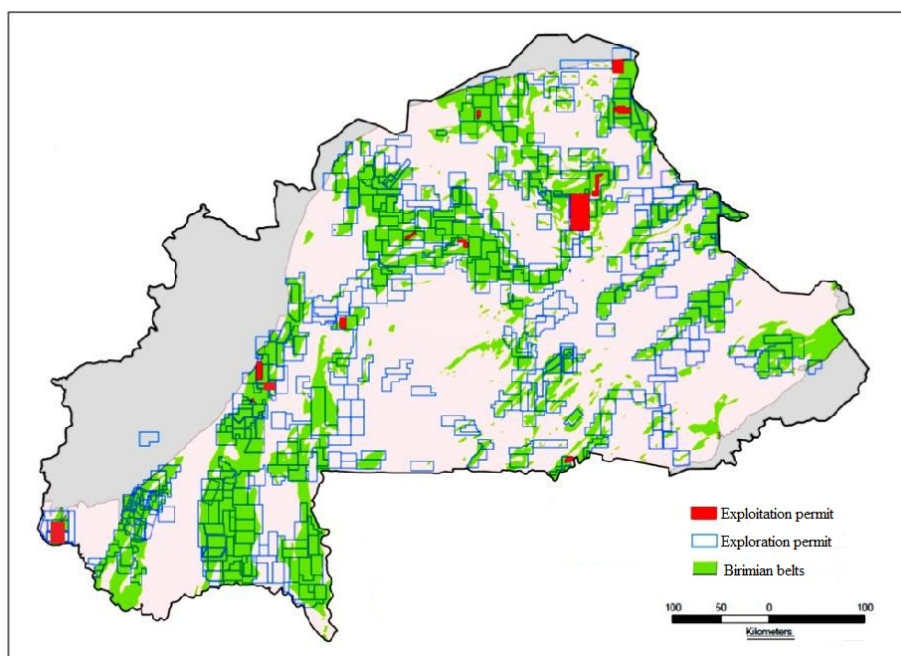 Exploitation permit
Exploration permit
Birimian belts
100 50 0 100
Kilometers